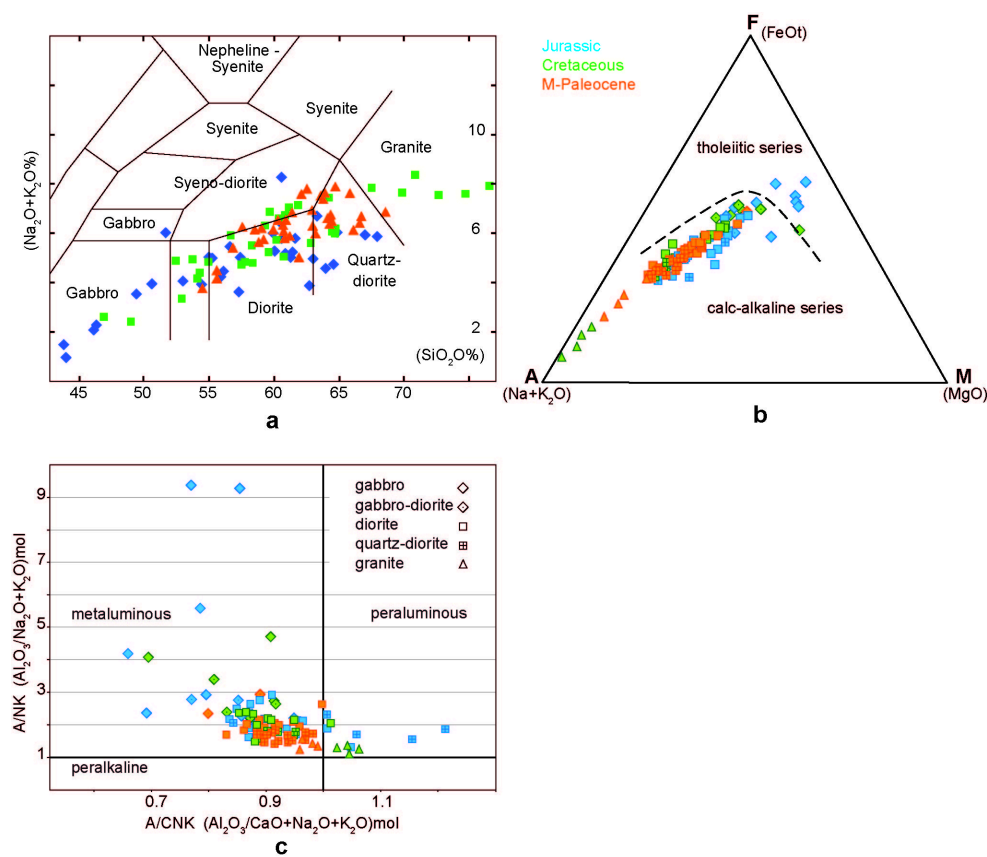 Nepheline -
Syenite
Syenite
Syenite
Granite
Syeno-diorite
Gabbro
Gabbro
Diorite
Quartz-
diorite
(Na₂O+K₂O%)
10
6
2
(SiO₂O%)
45 50 55 60 65 70
a
Jurassic
Cretaceous
M-Paleocene
F
(FeOt)
tholeiitic series
calc-alkaline series
A
(Na+K₂O)
M
(MgO)
b
gabbro
gabbro-diorite
diorite
quartz-diorite
granite
metaluminous
peraluminous
peralkaline
9
7
5
3
1
A/NK (Al₂O₃/Na₂O+K₂O)mol
0.7 0.9 1.1
A/CNK (Al₂O₃/CaO+Na₂O+K₂O)mol
c